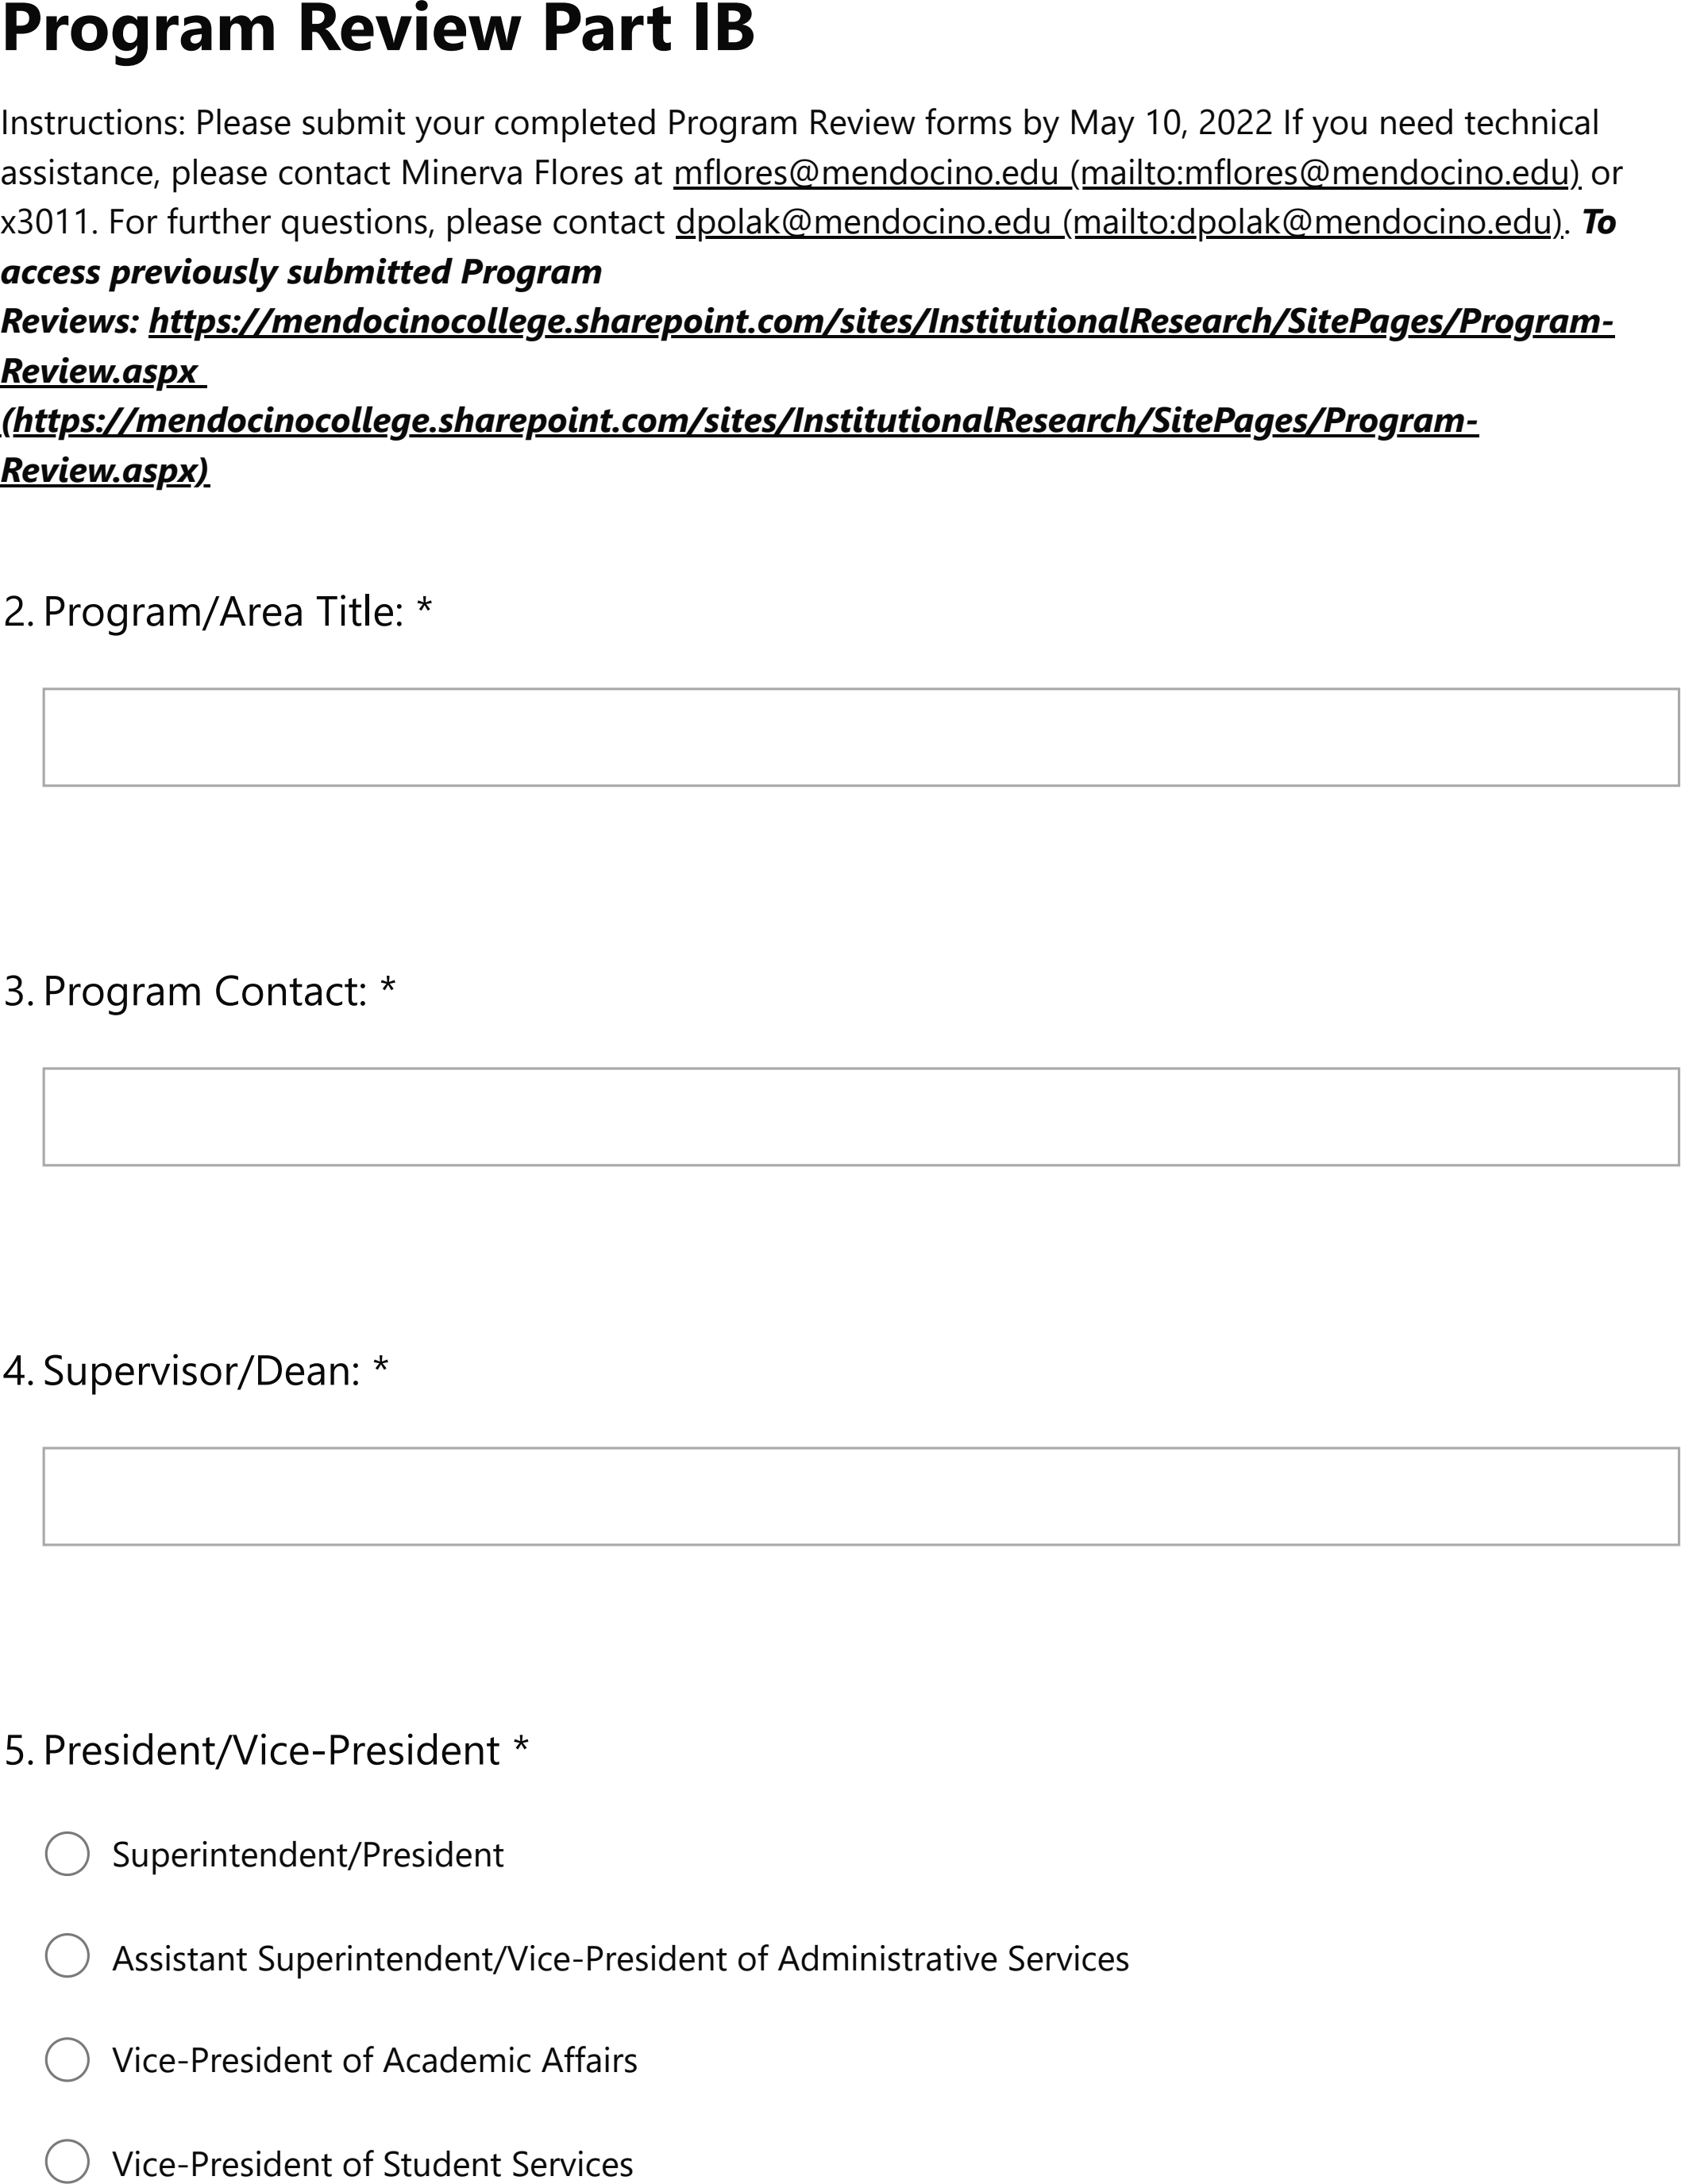 Program Review Part IB
Instructions: Please submit your completed Program Review forms by May 10, 2022 If you need technical
assistance, please contact Minerva Flores at mflores@mendocino.edu (mailto:mflores@mendocino.edu) or
x3011. For further questions, please contact dpolak@mendocino.edu (mailto:dpolak@mendocino.edu). To
access previously submitted Program
Reviews: https://mendocinocollege.sharepoint.com/sites/InstitutionalResearch/SitePages/Program-
Review.aspx
(https://mendocinocollege.sharepoint.com/sites/InstitutionalResearch/SitePages/Program-
Review.aspx)
2. Program/Area Title: *
3. Program Contact: *
4. Supervisor/Dean: *
5. President/Vice-President *
Superintendent/President
Assistant Superintendent/Vice-President of Administrative Services
Vice-President of Academic Affairs
Vice-President of Student Services